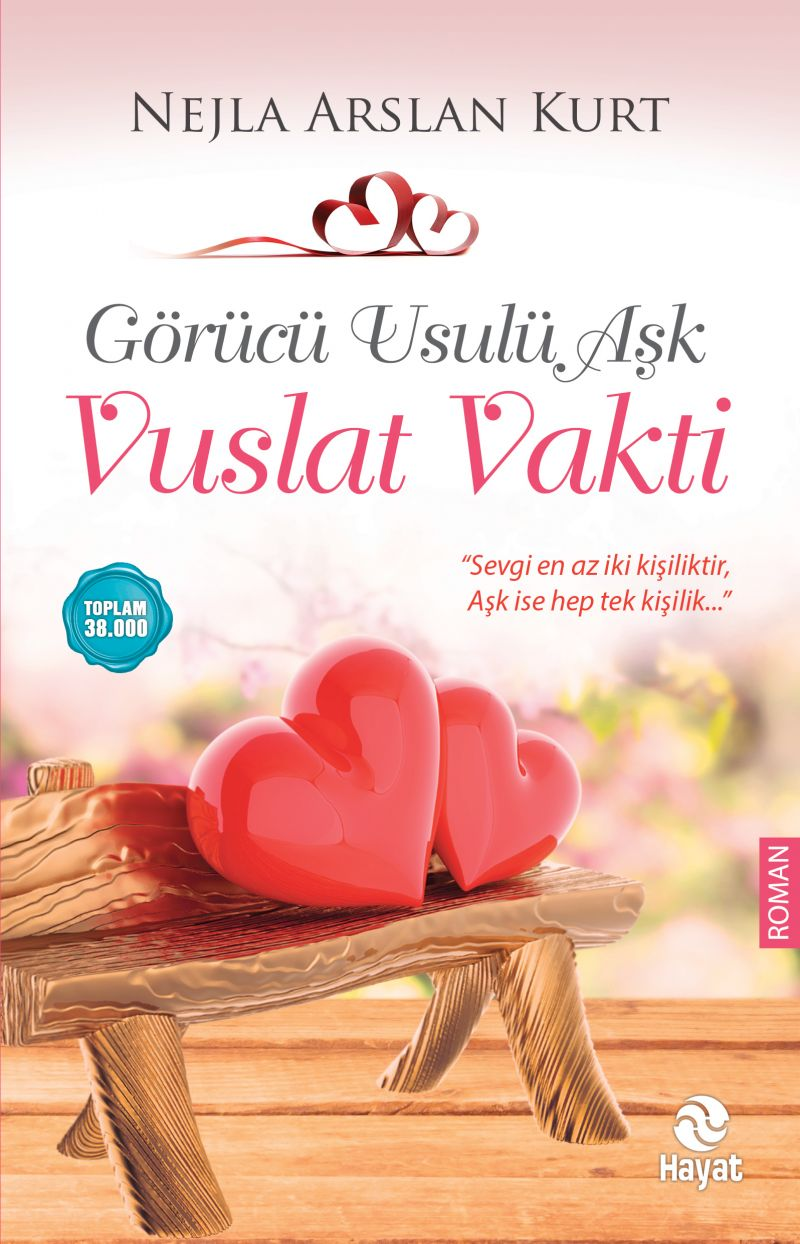 NEJLA ARSLAN KURT
Görücü Usulü Aşk
Vuslat Vakti
"Sevgi en az iki kişiliktir,
Aşk ise hep tek kişilik..."
TOPLAM
38.000
ROMAN
Hayat